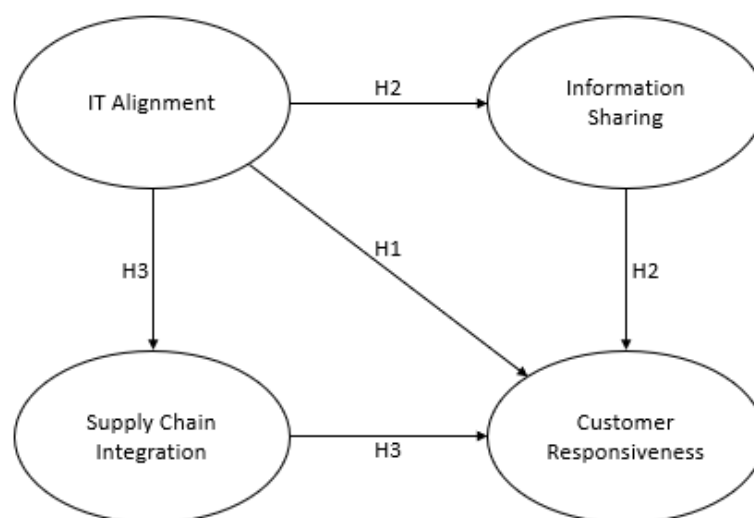 IT Alignment
H2
Information
Sharing
H3
H1
H2
Supply Chain
Integration
H3
Customer
Responsiveness